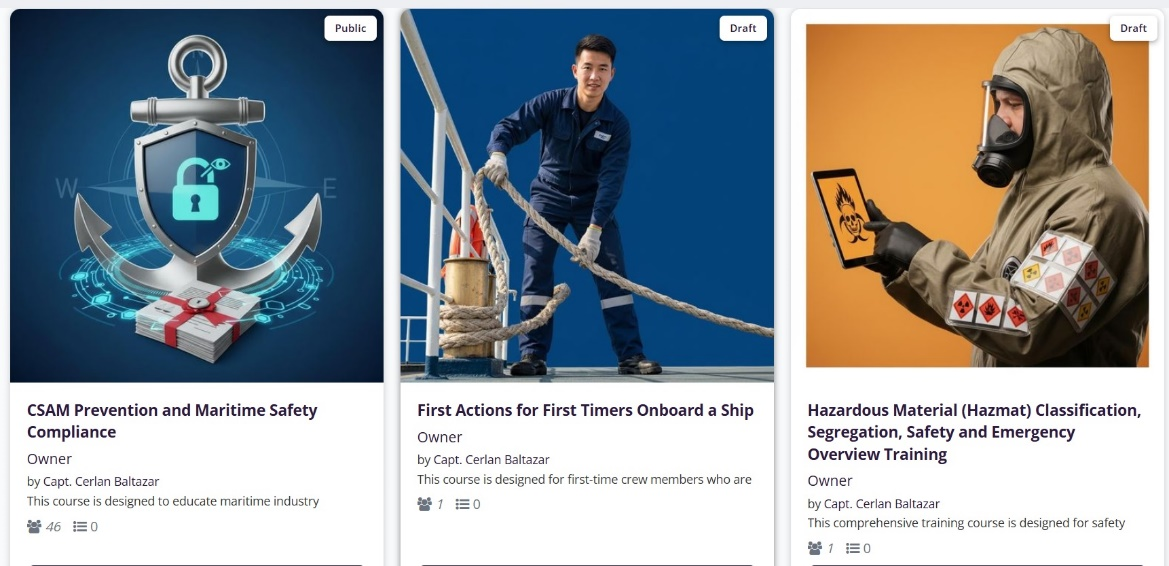 Public
W
E
CSAM Prevention and Maritime Safety
Compliance
Owner
by Capt. Cerlan Baltazar
This course is designed to educate maritime industry
46
0
Draft
First Actions for First Timers Onboard a Ship
Owner
by Capt. Cerlan Baltazar
This course is designed for first-time crew members who are
1
0
Draft
Hazardous Material (Hazmat) Classification,
Segregation, Safety and Emergency
Overview Training
Owner
by Capt. Cerlan Baltazar
This comprehensive training course is designed for safety
1
0